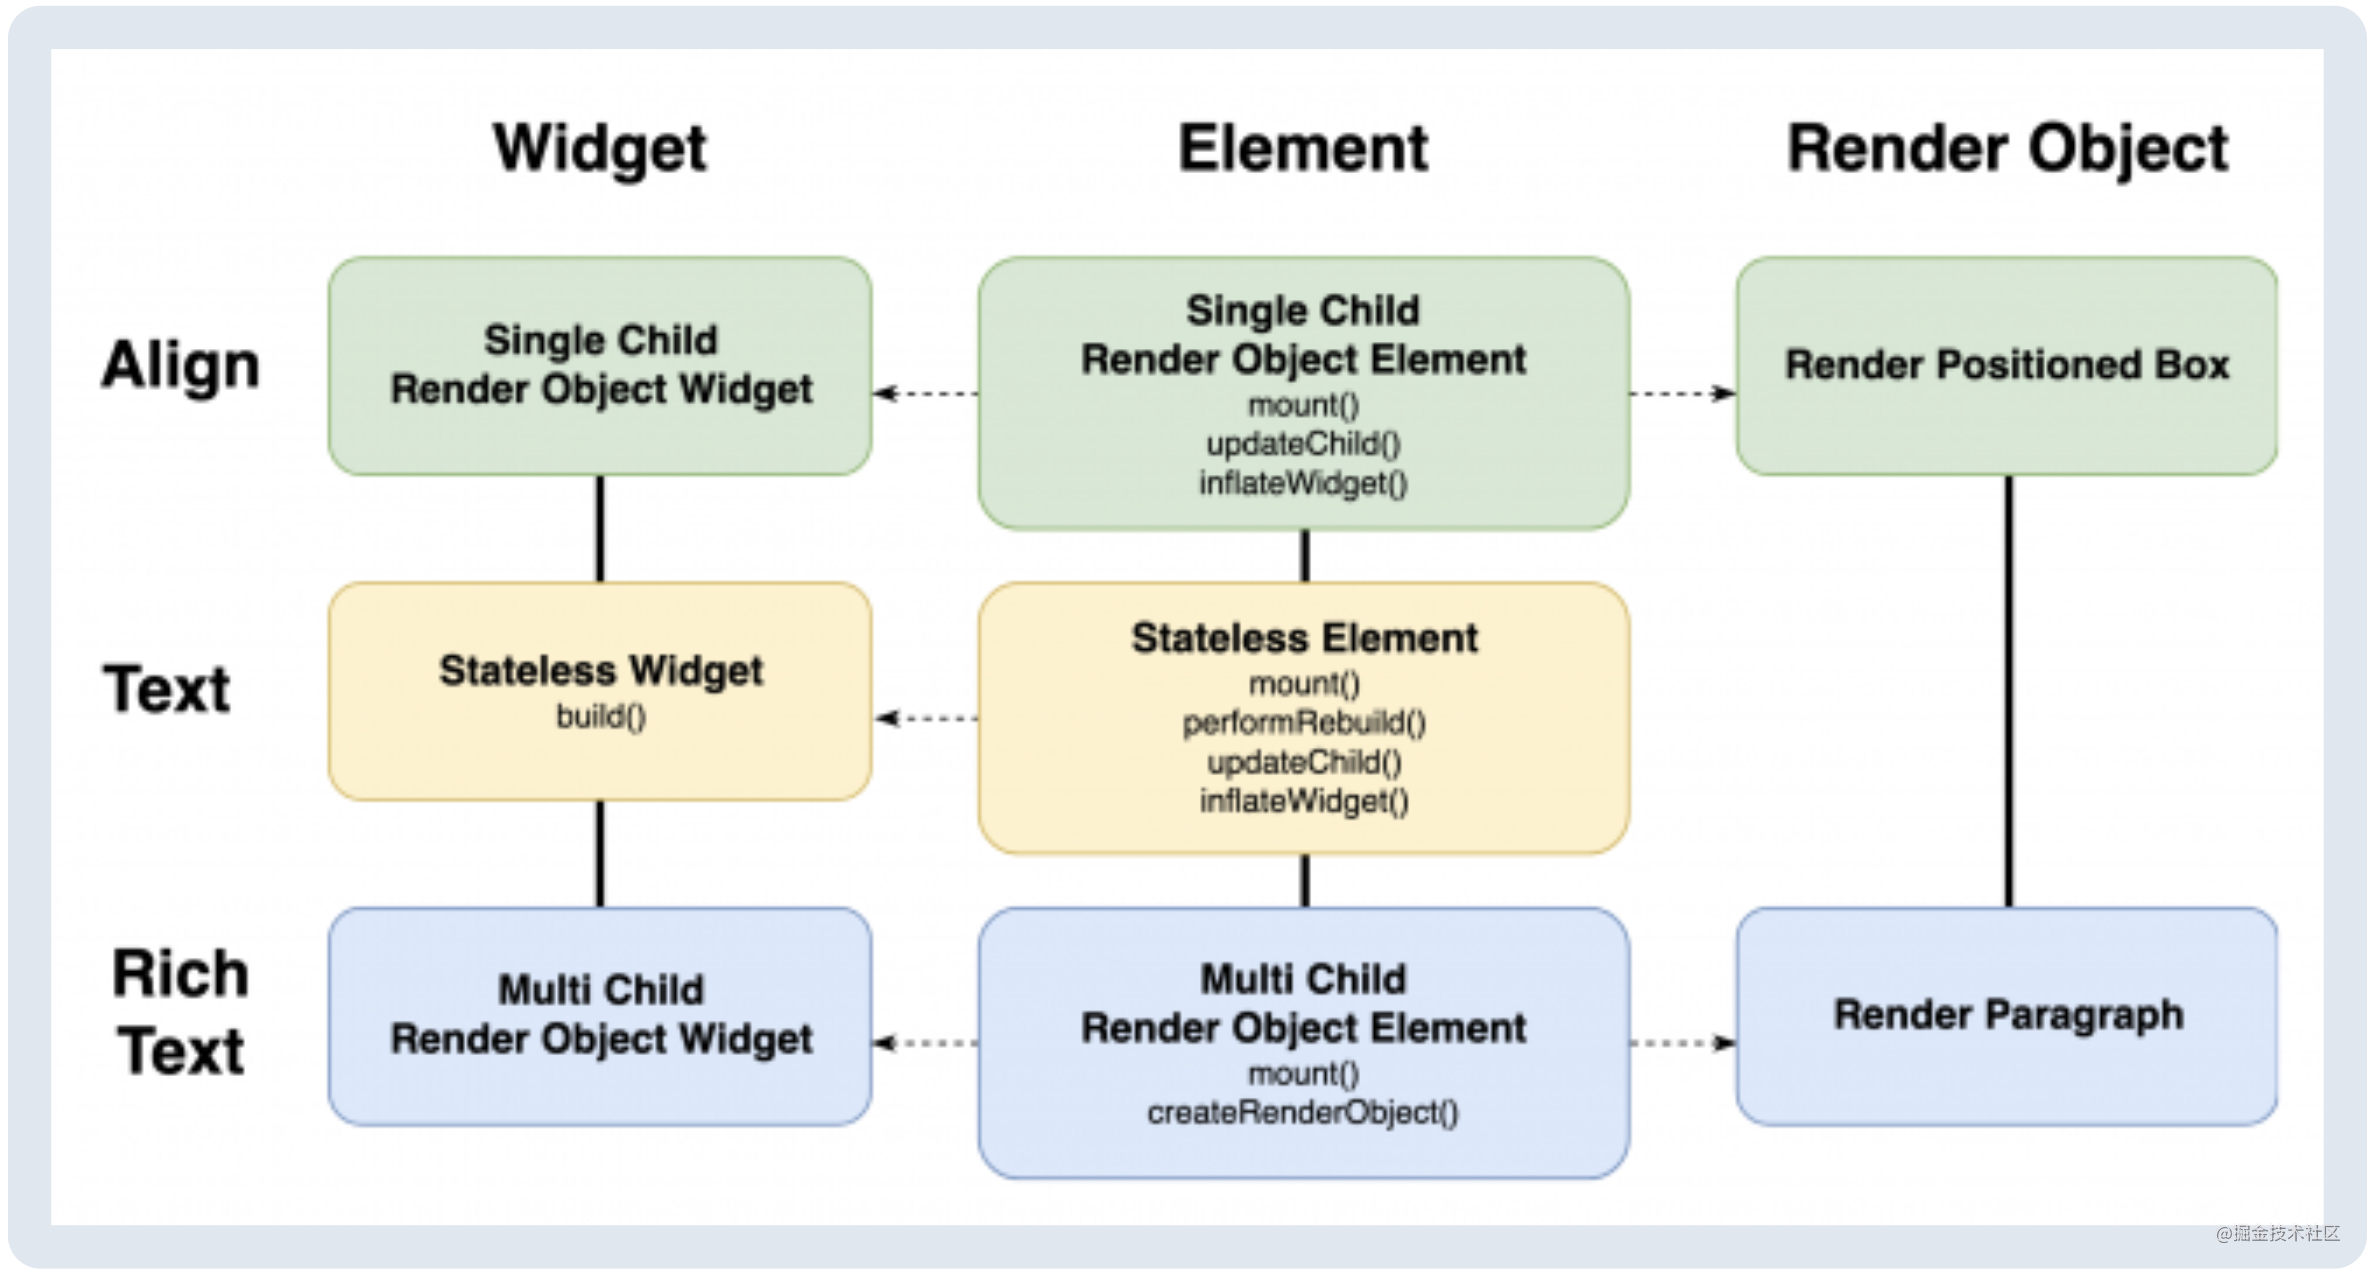 Widget
Element
Render Object
Align
Single Child
Render Object Widget
Single Child
Render Object Element
mount()
updateChild()
inflateWidget()
Render Positioned Box
Text
Stateless Widget
build()
Stateless Element
mount()
performRebuild()
updateChild()
inflateWidget()
Rich
Text
Multi Child
Render Object Widget
Multi Child
Render Object Element
mount()
createRenderObject()
Render Paragraph
@掘金技术社区